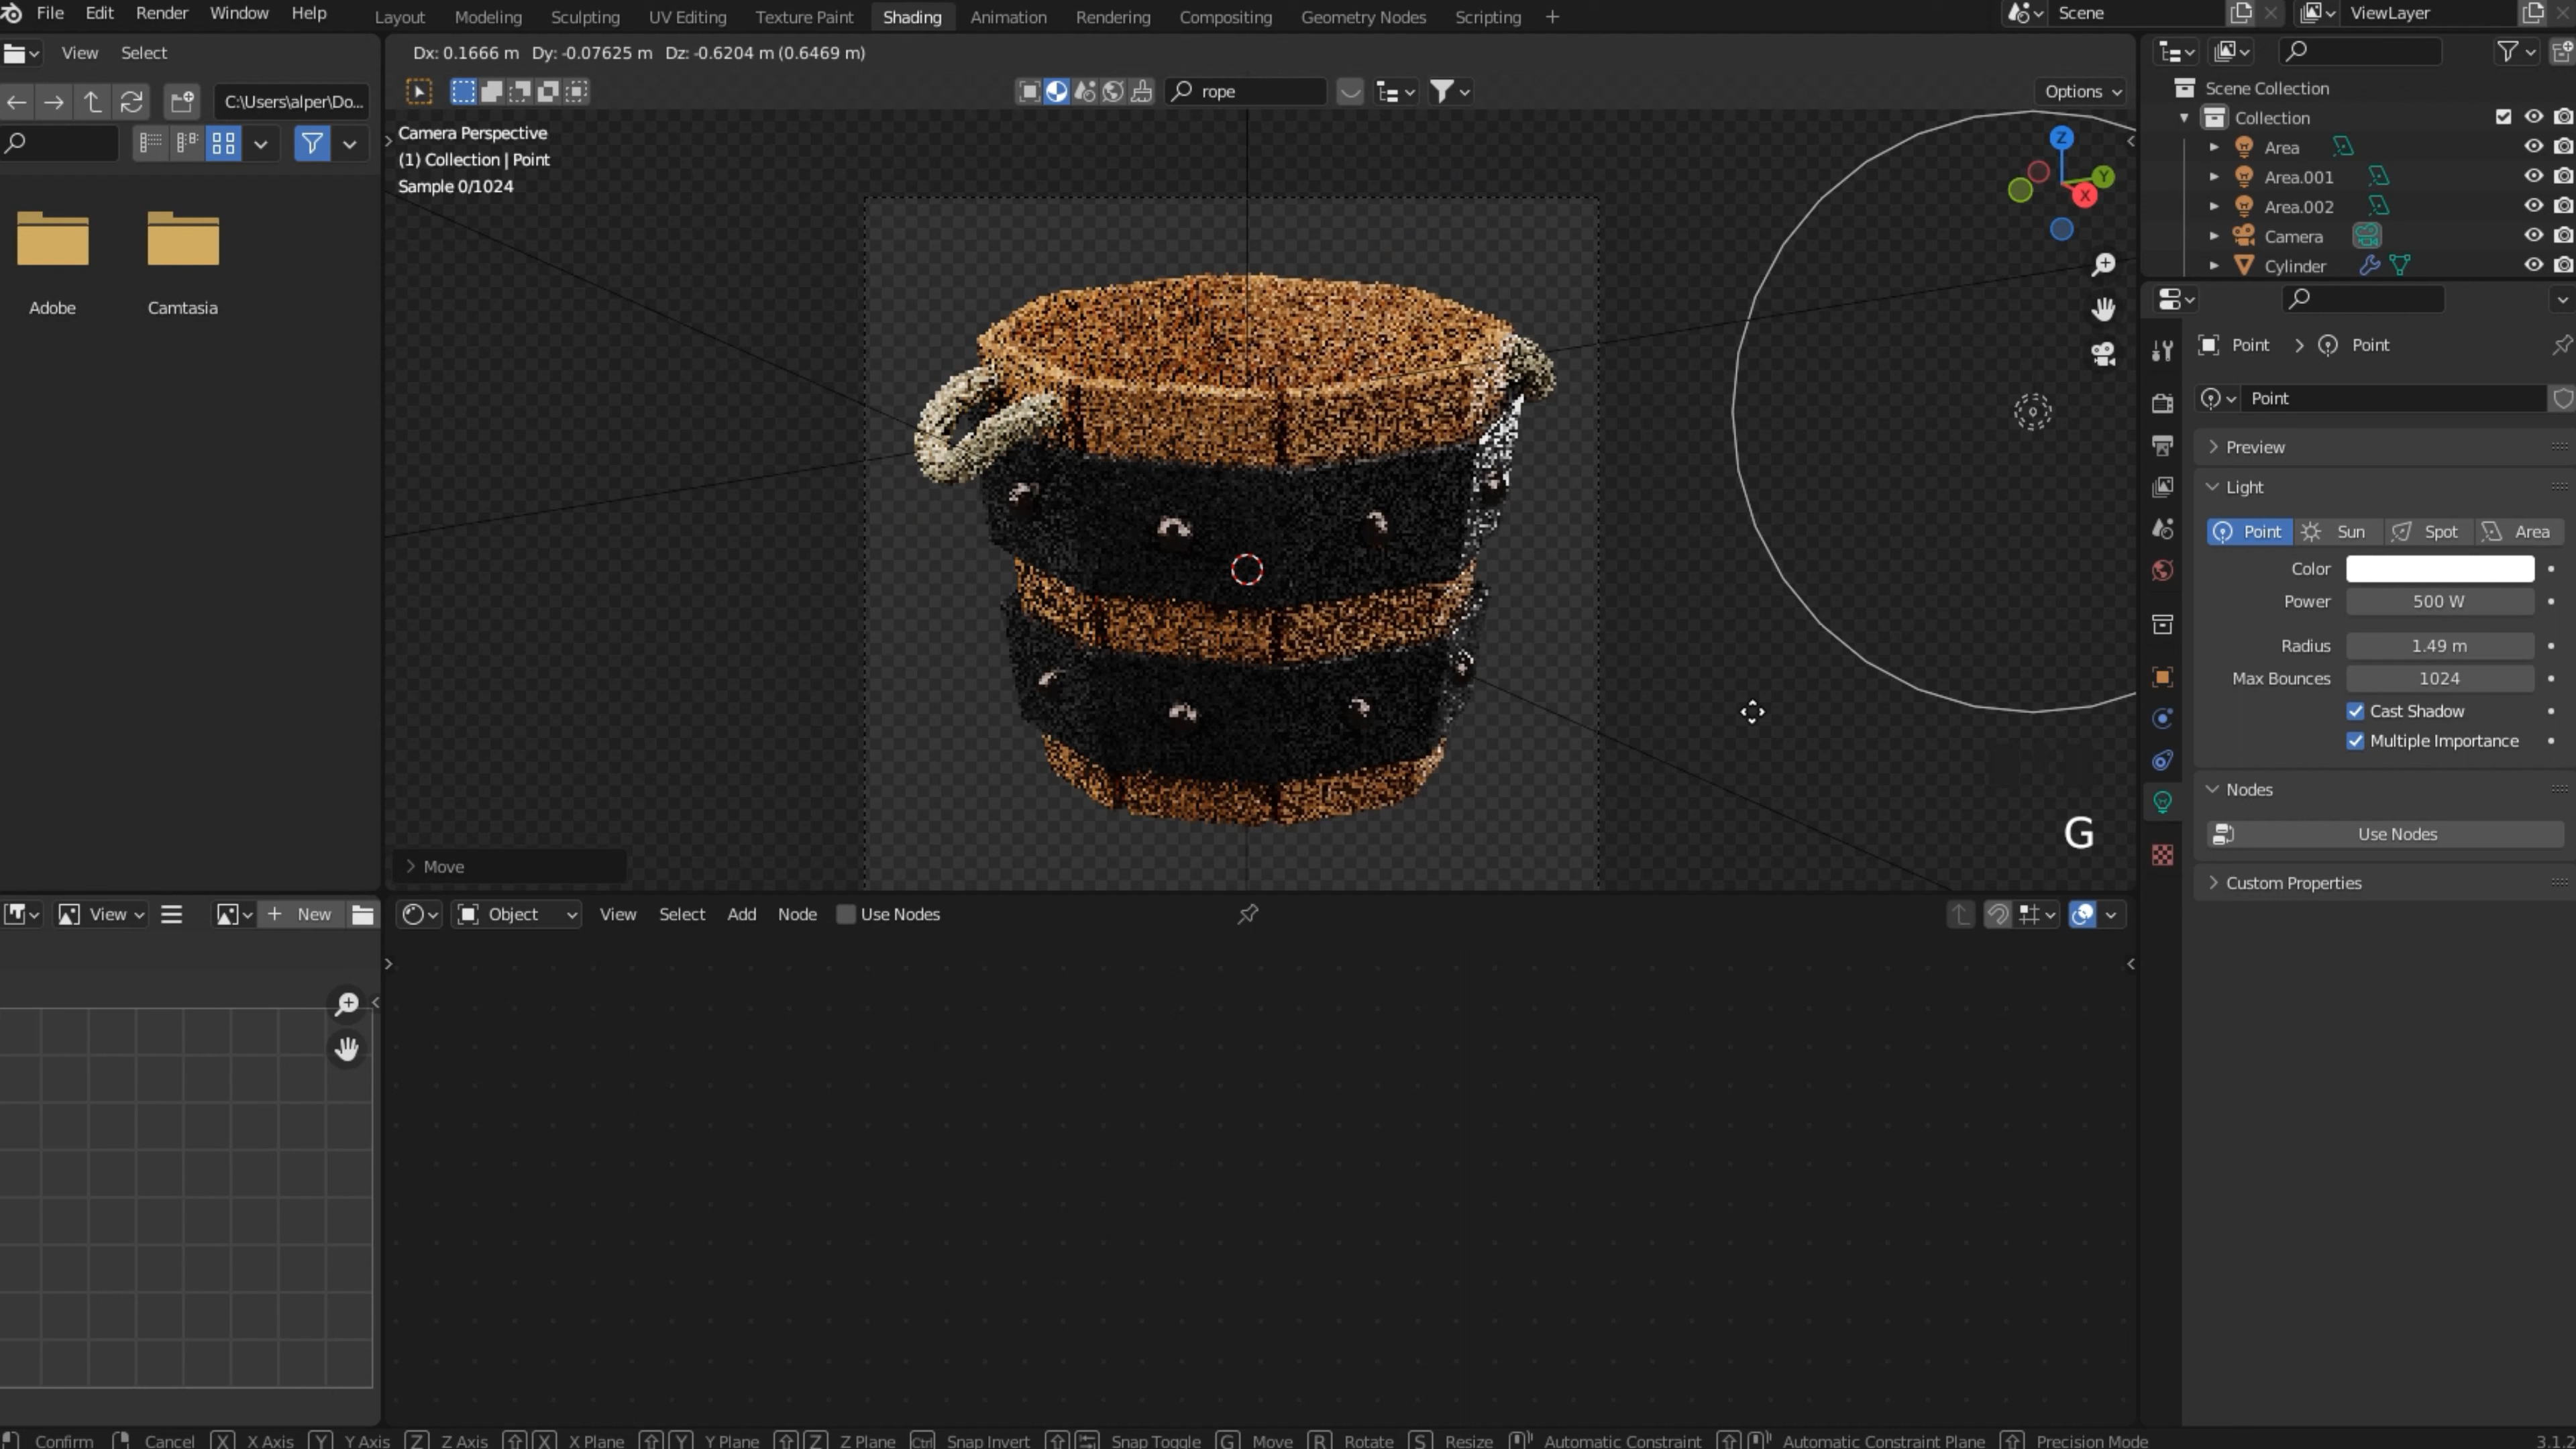 File Edit Render Window Help
Layout Modeling Sculpting UV Editing Texture Paint Shading Animation Rendering Compositing Geometry Nodes Scripting
Scene
ViewLayer
View Select
Dx: 0.1666 m Dy: -0.07625 m Dz: -0.6204 m (0.6469 m)
C:\Users\alper\Do...
rope
Options
Camera Perspective
(1) Collection | Point
Sample 0/1024
Adobe
Camtasia
Z
Y
X
Scene Collection
Collection
Area
Area.001
Area.002
Camera
Cylinder
Point > Point
Point
Preview
Light
Point Sun Spot Area
Color
Power 500 W
Radius 1.49 m
Max Bounces 1024
Cast Shadow
Multiple Importance
Nodes
Use Nodes
Custom Properties
G
Move
View
New
Object View Select Add Node Use Nodes
Confirm Cancel X X Axis Y Y Axis Z Z Axis X X Plane Y Y Plane Z Z Plane Ctrl Snap Invert Snap Toggle G Move R Rotate S Resize Automatic Constraint Automatic Constraint Plane Precision Mode
3.1.2